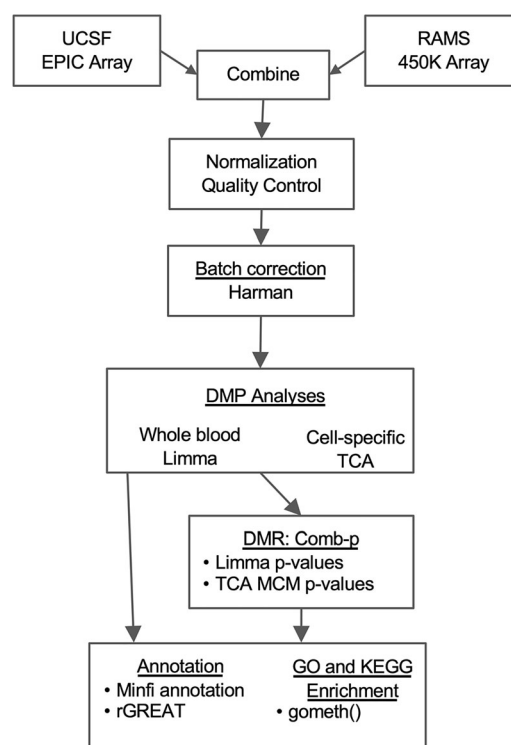 UCSF
EPIC Array
RAMS
450K Array
Combine
Normalization
Quality Control
Batch correction
Harman
DMP Analyses
Whole blood
Limma
Cell-specific
TCA
DMR: Comb-p
• Limma p-values
• TCA MCM p-values
Annotation
• Minfi annotation
• rGREAT
GO and KEGG
Enrichment
• gometh()